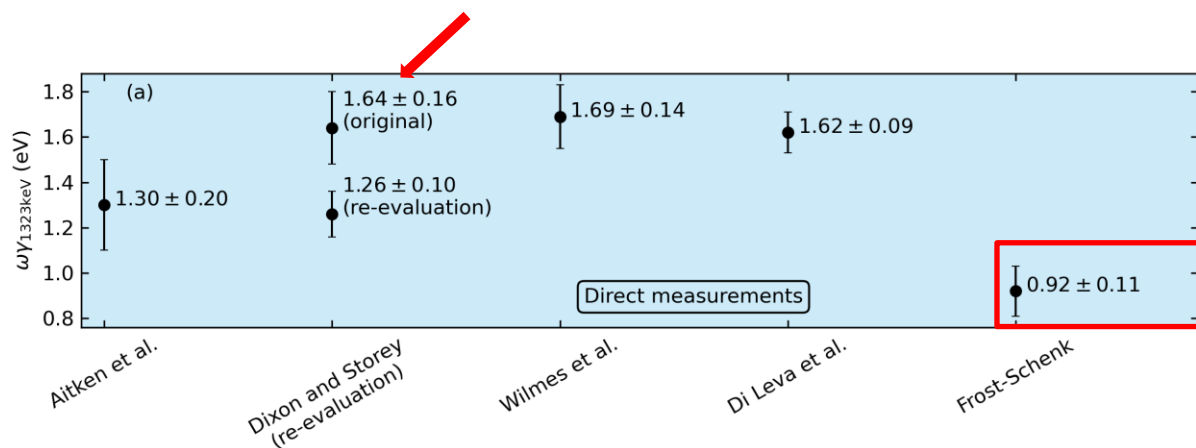 (a)
ωγ1323keV (eV)
1.8
1.6
1.4
1.2
1.0
0.8
1.30 ± 0.20
1.64 ± 0.16
(original)
1.26 ± 0.10
(re-evaluation)
1.69 ± 0.14
1.62 ± 0.09
0.92 ± 0.11
Direct measurements
Aitken et al.
Dixon and Storey
(re-evaluation)
Wilmes et al.
Di Leva et al.
Frost-Schenk